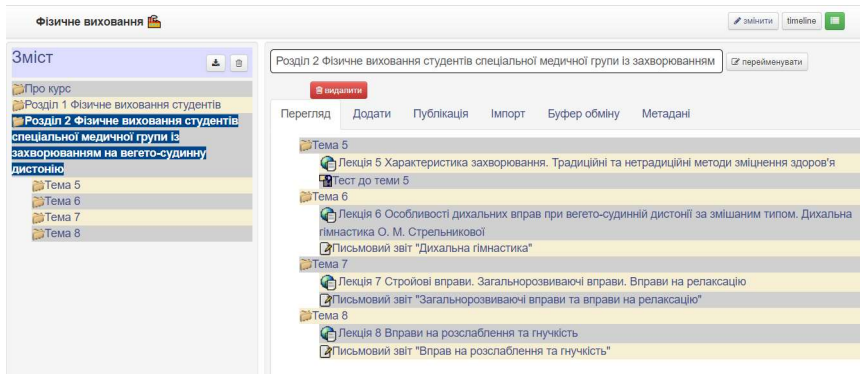 Фізичне виховання
змінити
timeline
Зміст
Про курс
Розділ 1 Фізичне виховання студентів
Розділ 2 Фізичне виховання студентів
спеціальної медичної групи із
захворюванням на вегето-судинну
дистонію
Тема 5
Тема 6
Тема 7
Тема 8
Розділ 2 Фізичне виховання студентів спеціальної медичної групи із захворюванням
перейменувати
видалити
Перегляд Додати Публікація Імпорт Буфер обміну Метадані
Тема 5
Лекція 5 Характеристика захворювання. Традиційні та нетрадиційні методи зміцнення здоров'я
Тест до теми 5
Тема 6
Лекція 6 Особливості дихальних вправ при вегето-судинній дистонії за змішаним типом. Дихальна
гімнастика О. М. Стрельникової
Письмовий звіт "Дихальна гімнастика"
Тема 7
Лекція 7 Стройові вправи. Загальнорозвиваючі вправи. Вправи на релаксацію
Письмовий звіт "Загальнорозвиваючі вправи та вправи на релаксацію"
Тема 8
Лекція 8 Вправи на розслаблення та гнучкість
Письмовий звіт "Вправ на розслаблення та гнучкість"